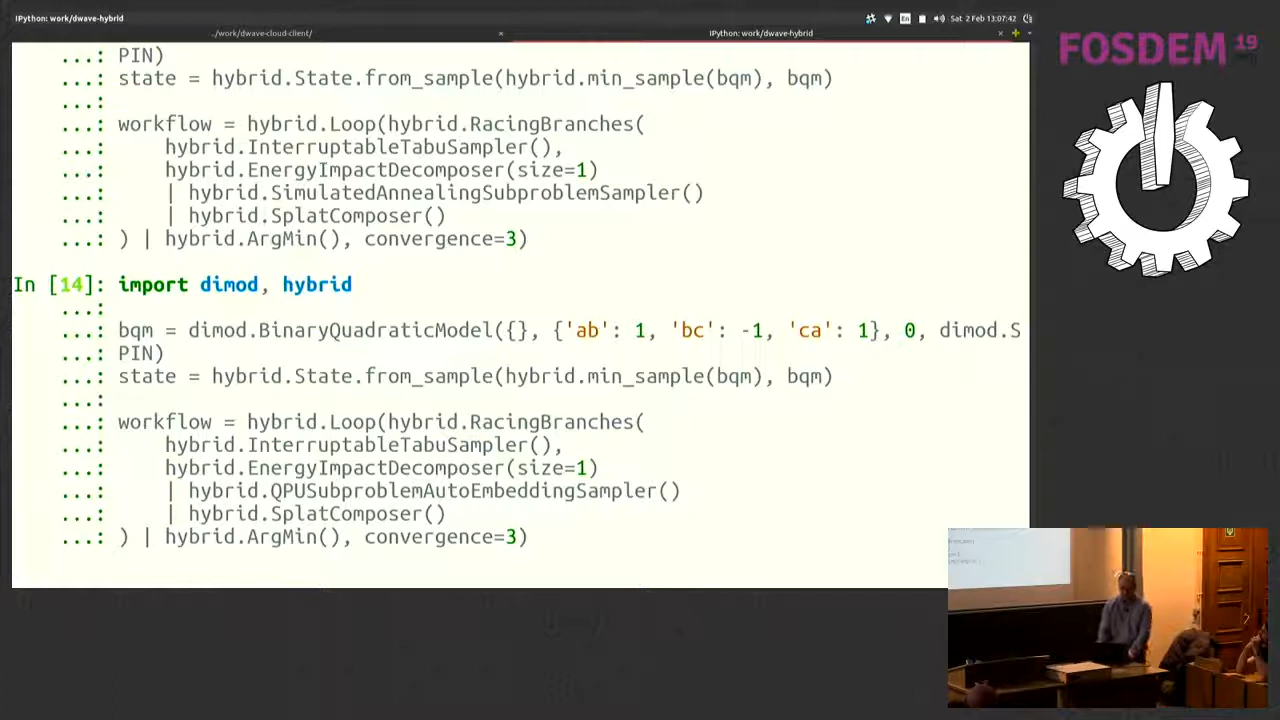 IPython: work/dwave-hybrid
En Sat 2 Feb 13:07:42
../work/dwave-cloud-client/ × IPython: work/dwave-hybrid ×
FOSDEM 19
...: PIN)
...: state = hybrid.State.from_sample(hybrid.min_sample(bqm), bqm)
...:
...: workflow = hybrid.Loop(hybrid.RacingBranches(
...:     hybrid.InterruptableTabuSampler(),
...:     hybrid.EnergyImpactDecomposer(size=1)
...:     | hybrid.SimulatedAnnealingSubproblemSampler()
...:     | hybrid.SplatComposer()
...: ) | hybrid.ArgMin(), convergence=3)
In [14]: import dimod, hybrid
...:
...: bqm = dimod.BinaryQuadraticModel({}, {'ab': 1, 'bc': -1, 'ca': 1}, 0, dimod.S
...: PIN)
...: state = hybrid.State.from_sample(hybrid.min_sample(bqm), bqm)
...:
...: workflow = hybrid.Loop(hybrid.RacingBranches(
...:     hybrid.InterruptableTabuSampler(),
...:     hybrid.EnergyImpactDecomposer(size=1)
...:     | hybrid.QPUSubproblemAutoEmbeddingSampler()
...:     | hybrid.SplatComposer()
...: ) | hybrid.ArgMin(), convergence=3)